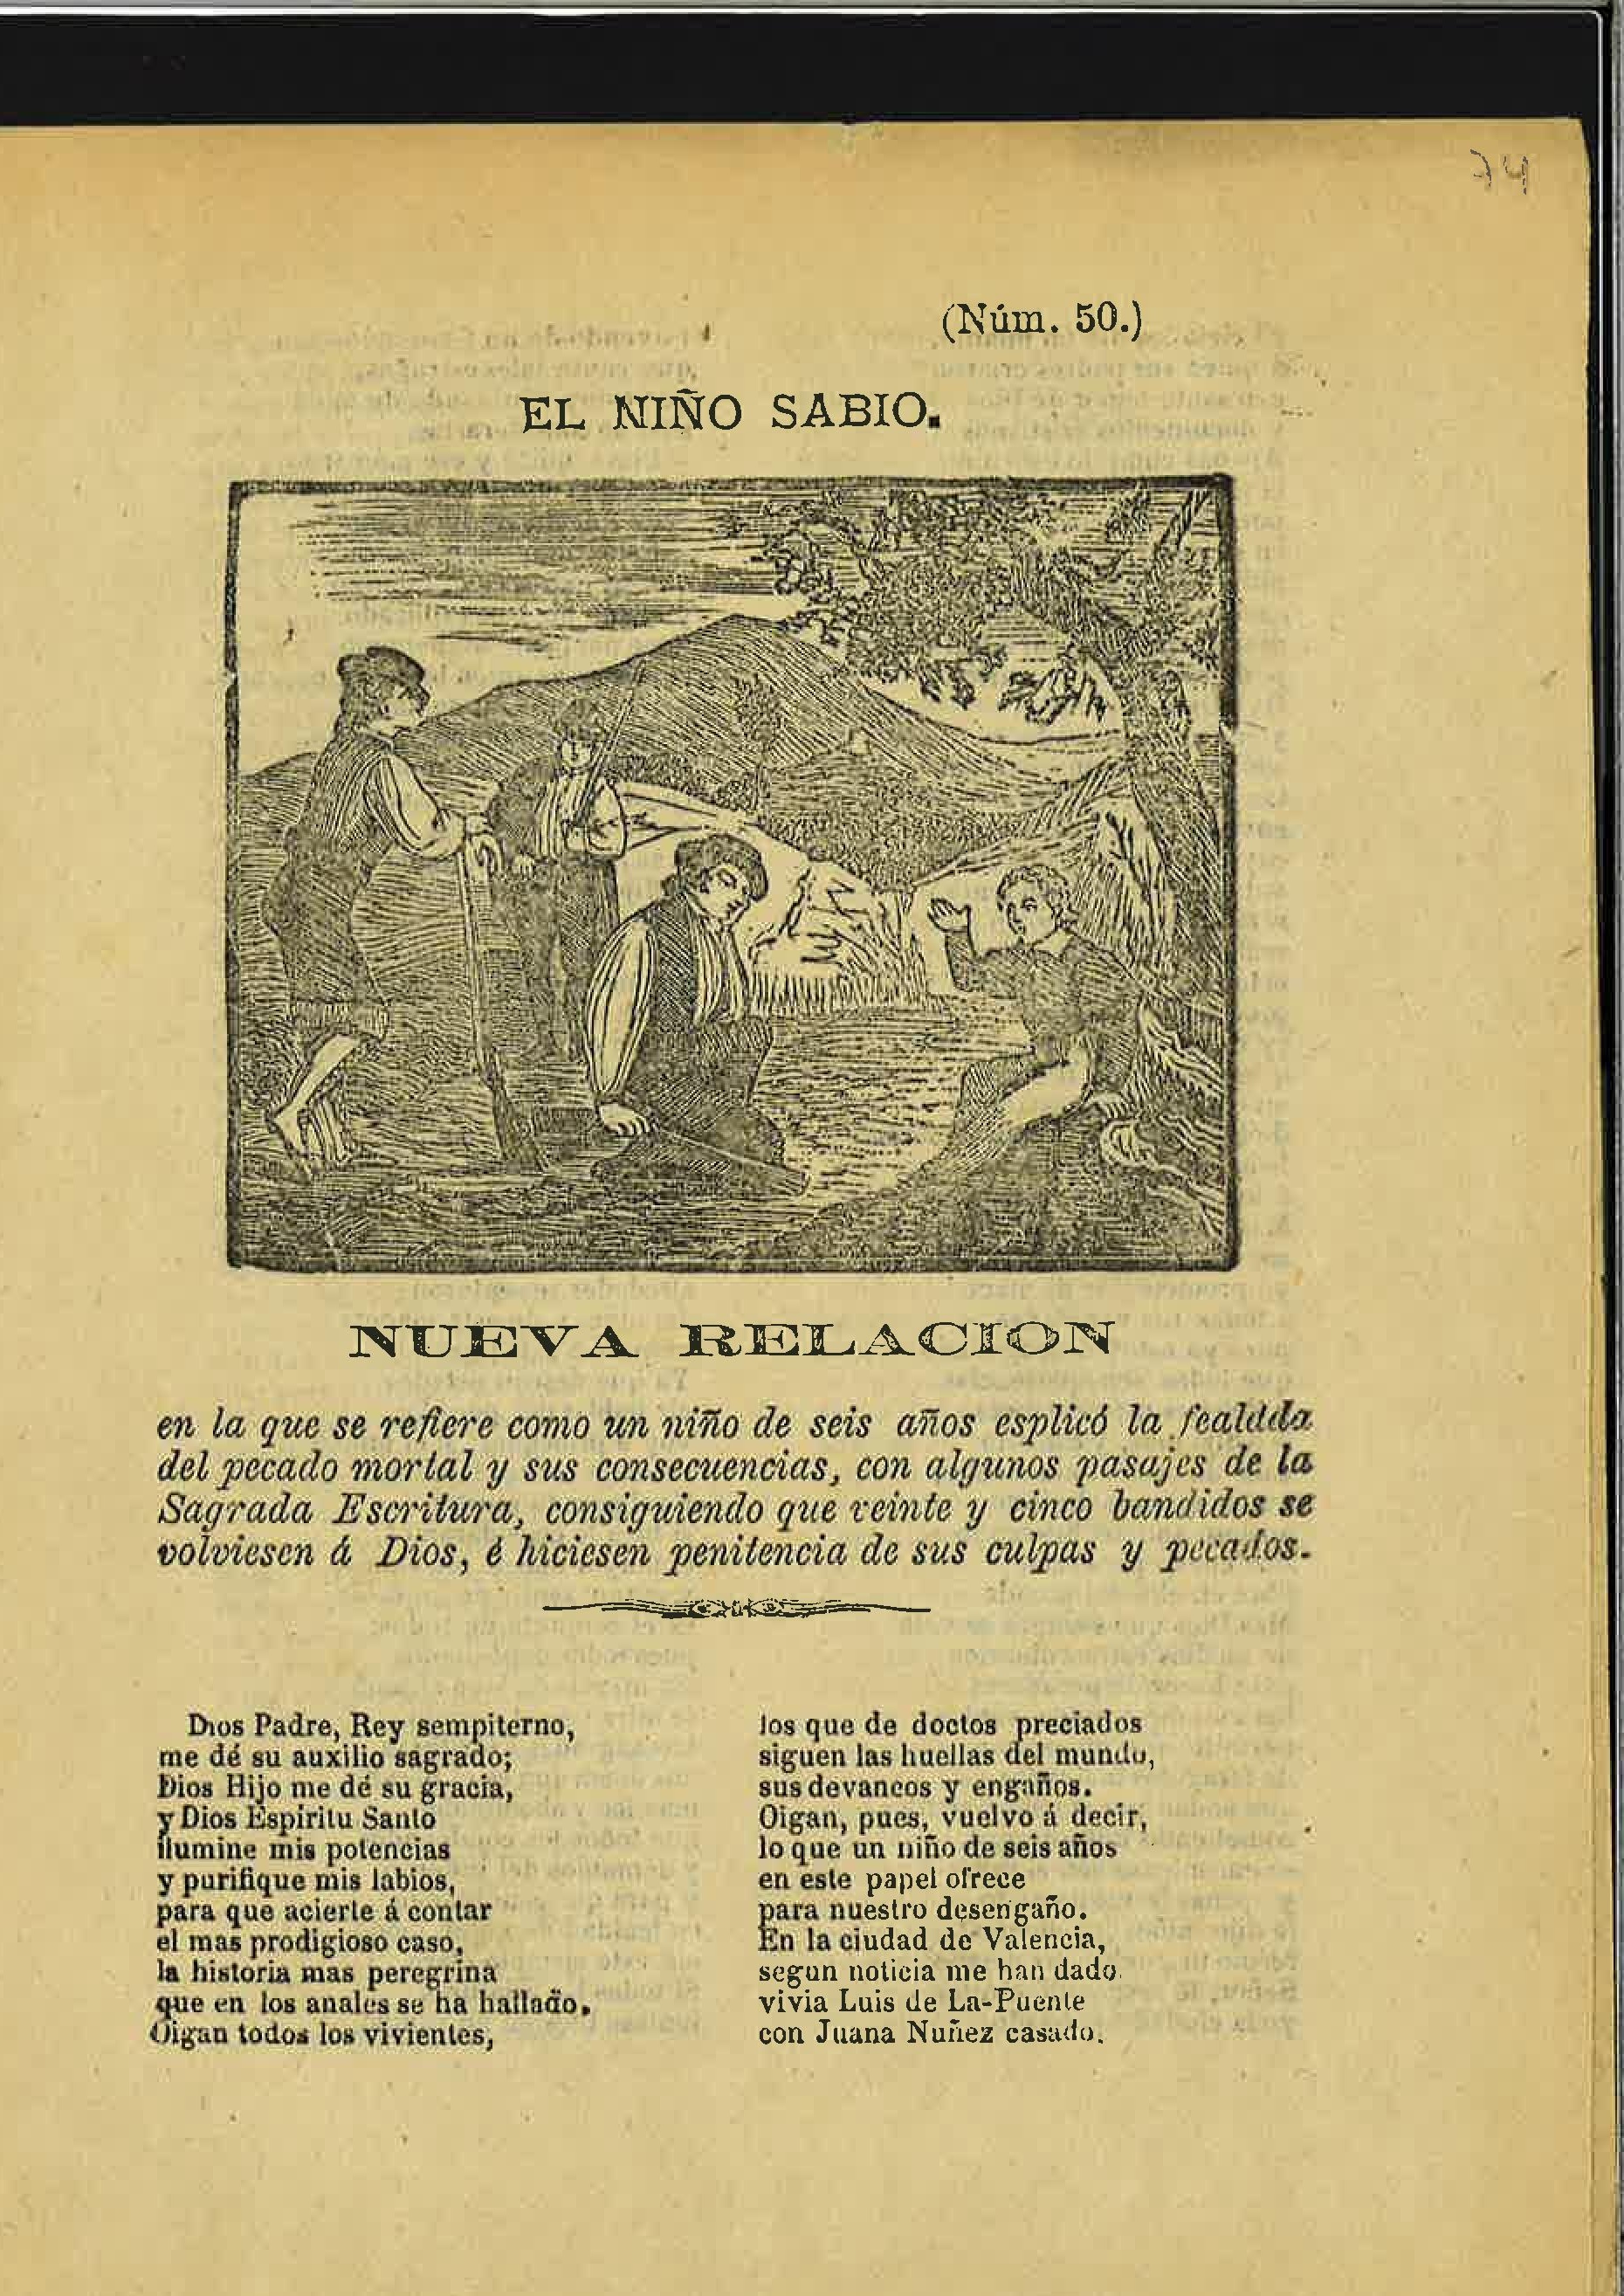 74
(Núm. 50.)
EL NIÑO SABIO.
NUEVA RELACION
en la que se refiere como un niño de seis años esplicó la fealdda
del pecado mortal y sus consecuencias, con algunos pasajes de la
Sagrada Escritura, consiguiendo que veinte y cinco bandidos se
volviesen á Dios, é hiciesen penitencia de sus culpas y pecados.
Dios Padre, Rey sempiterno,
me dé su auxilio sagrado;
Dios Hijo me dé su gracia,
y Dios Espíritu Santo
ilumine mis potencias
y purifique mis labios,
para que acierte á contar
el mas prodigioso caso,
la historia mas peregrina
que en los anales se ha hallado.
Oigan todos los vivientes,
los que de doctos preciados
siguen las huellas del mundo,
sus devaneos y engaños.
Oigan, pues, vuelvo á decir,
lo que un niño de seis años
en este papel ofrece
para nuestro desengaño.
En la ciudad de Valencia,
segun noticia me han dado
vivia Luis de La-Puente
con Juana Nuñez casado.